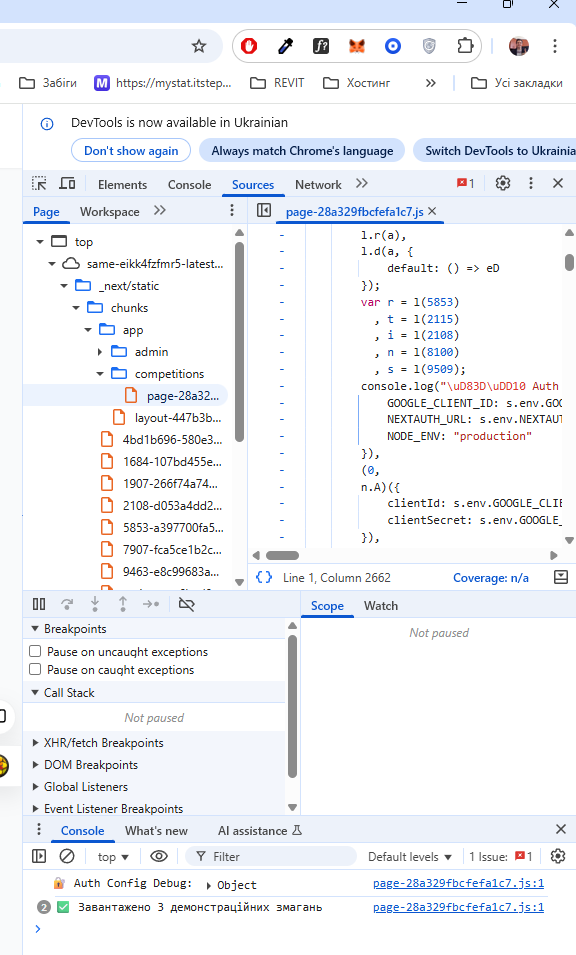 Забіги
M
https://mystat.itstep...
REVIT
Хостинг
»
Усі закладки
DevTools is now available in Ukrainian
Don't show again
Always match Chrome's language
Switch DevTools to Ukrainia
Elements
Console
Sources
Network
1
Page
Workspace
page-28a329fbcfefa1c7.js
top
same-eikk4fzfmr5-latest...
_next/static
chunks
app
admin
competitions
page-28a32...
layout-447b3b...
4bd1b696-580e3...
1684-107bd455e...
1907-266f74a74...
2108-d053a4dd2...
5853-a397700fa5...
7907-fca5ce1b2c...
9463-e8c99683a...
l.r(a),
l.d(a, {
default: () => eD
});
var r = l(5853)
, t = l(2115)
, i = l(2108)
, n = l(8100)
, s = l(9509);
console.log("\uD83D\uDD10 Auth
GOOGLE_CLIENT_ID: s.env.GOO
NEXTAUTH_URL: s.env.NEXTAUT
NODE_ENV: "production"
}),
(0,
n.A)({
clientId: s.env.GOOGLE_CLIE
clientSecret: s.env.GOOGLE_
}),
{} Line 1, Column 2662
Coverage: n/a
Scope
Watch
Not paused
Breakpoints
Pause on uncaught exceptions
Pause on caught exceptions
Call Stack
Not paused
XHR/fetch Breakpoints
DOM Breakpoints
Global Listeners
Event Listener Breakpoints
Console
What's new
AI assistance
top
Filter
Default levels
1 Issue: 1
🔐 Auth Config Debug: Object page-28a329fbcfefa1c7.js:1
2 ✅ Завантажено 3 демонстраційних змагань page-28a329fbcfefa1c7.js:1